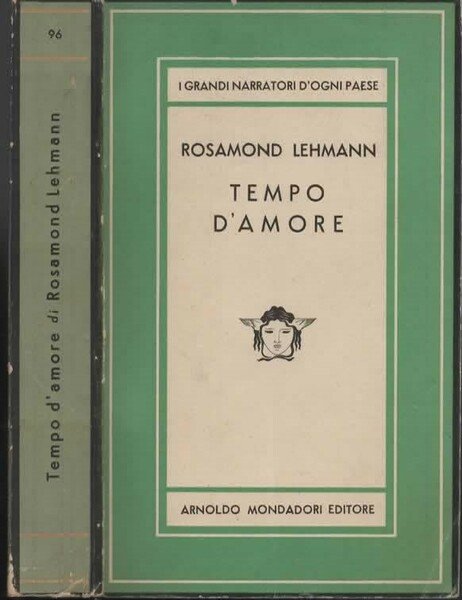 96
Tempo d'amore di Rosamond Lehmann
I GRANDI NARRATORI D'OGNI PAESE
ROSAMOND LEHMANN
TEMPO
D'AMORE
ARNOLDO MONDADORI EDITORE